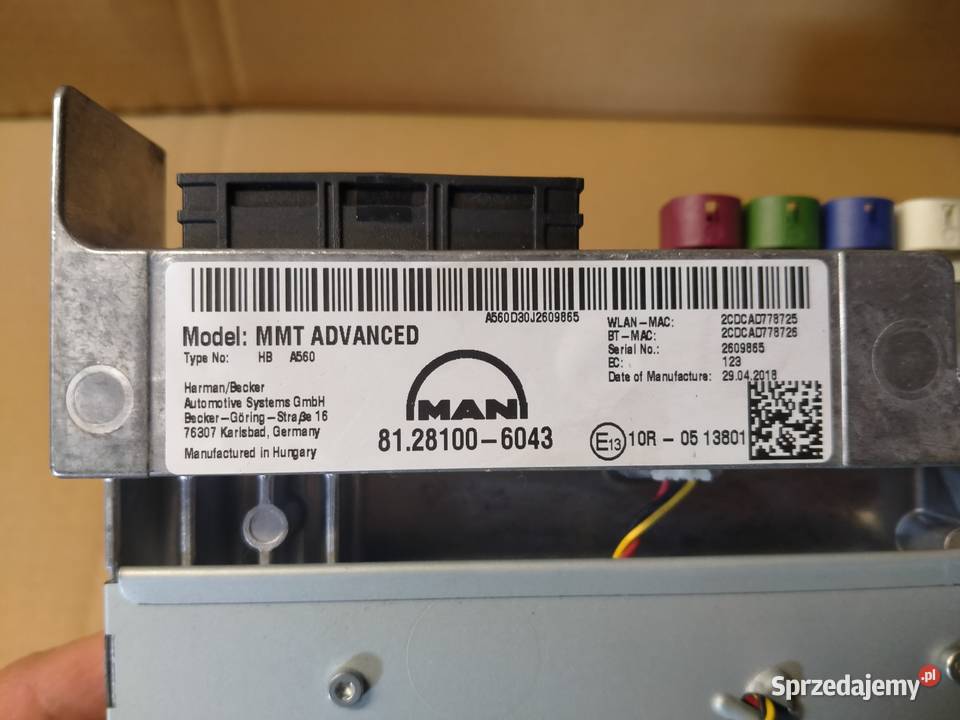 A560D30J2609865
Model: MMT ADVANCED
Type No: HB A560
Harman/Becker
Automotive Systems GmbH
Becker-Göring-Straße 16
76307 Karlsbad, Germany
Manufactured in Hungary
MAN
81.28100-6043
WLAN-MAC: 2CDCAD778725
BT-MAC: 2CDCAD778726
Serial No.: 2609865
EC: 123
Date of Manufacture: 29.04.2018
E13 10R - 05 13801
Sprzedajemy.pl